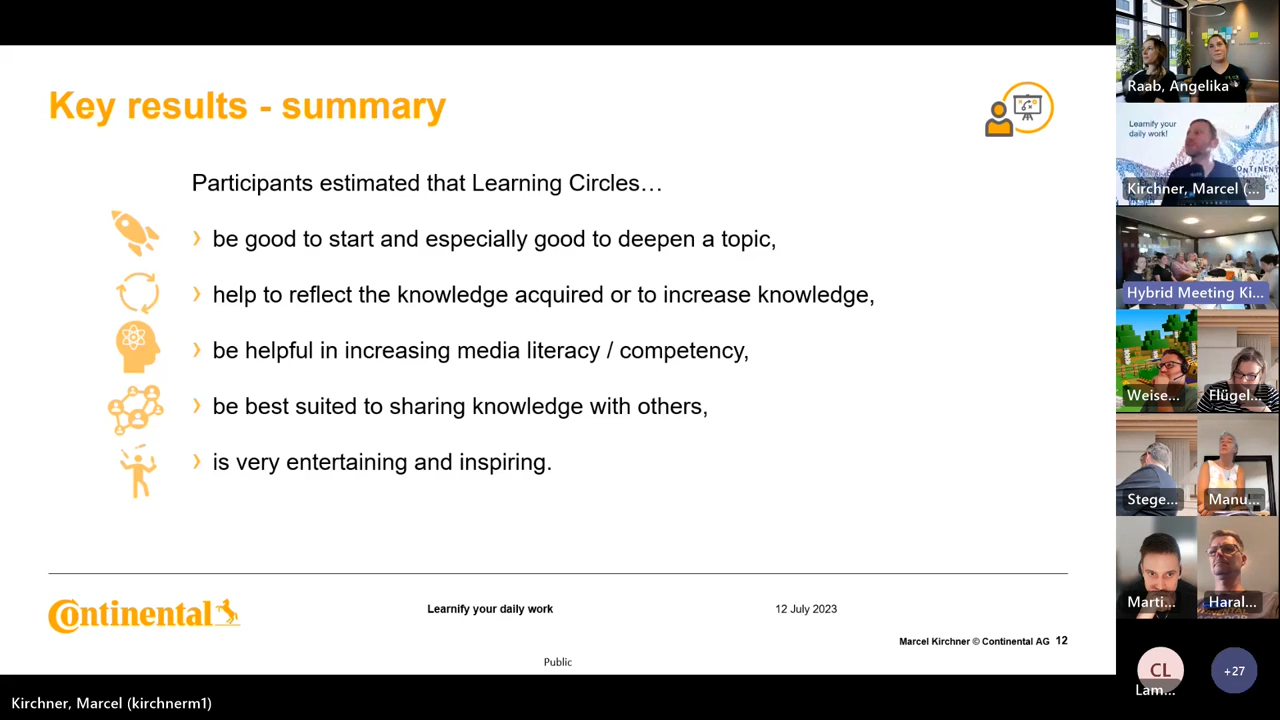 Key results - summary
Participants estimated that Learning Circles…
› be good to start and especially good to deepen a topic,
› help to reflect the knowledge acquired or to increase knowledge,
› be helpful in increasing media literacy / competency,
› be best suited to sharing knowledge with others,
› is very entertaining and inspiring.
Continental
Learnify your daily work
12 July 2023
Marcel Kirchner © Continental AG 12
Public
Kirchner, Marcel (kirchnerm1)
Raab, Angelika
Learnify your
daily work!
Kirchner, Marcel (...
Hybrid Meeting Ki...
Weise...
Flügel...
Stege...
Manu...
Marti...
Haral...
CL
Lam...
+27